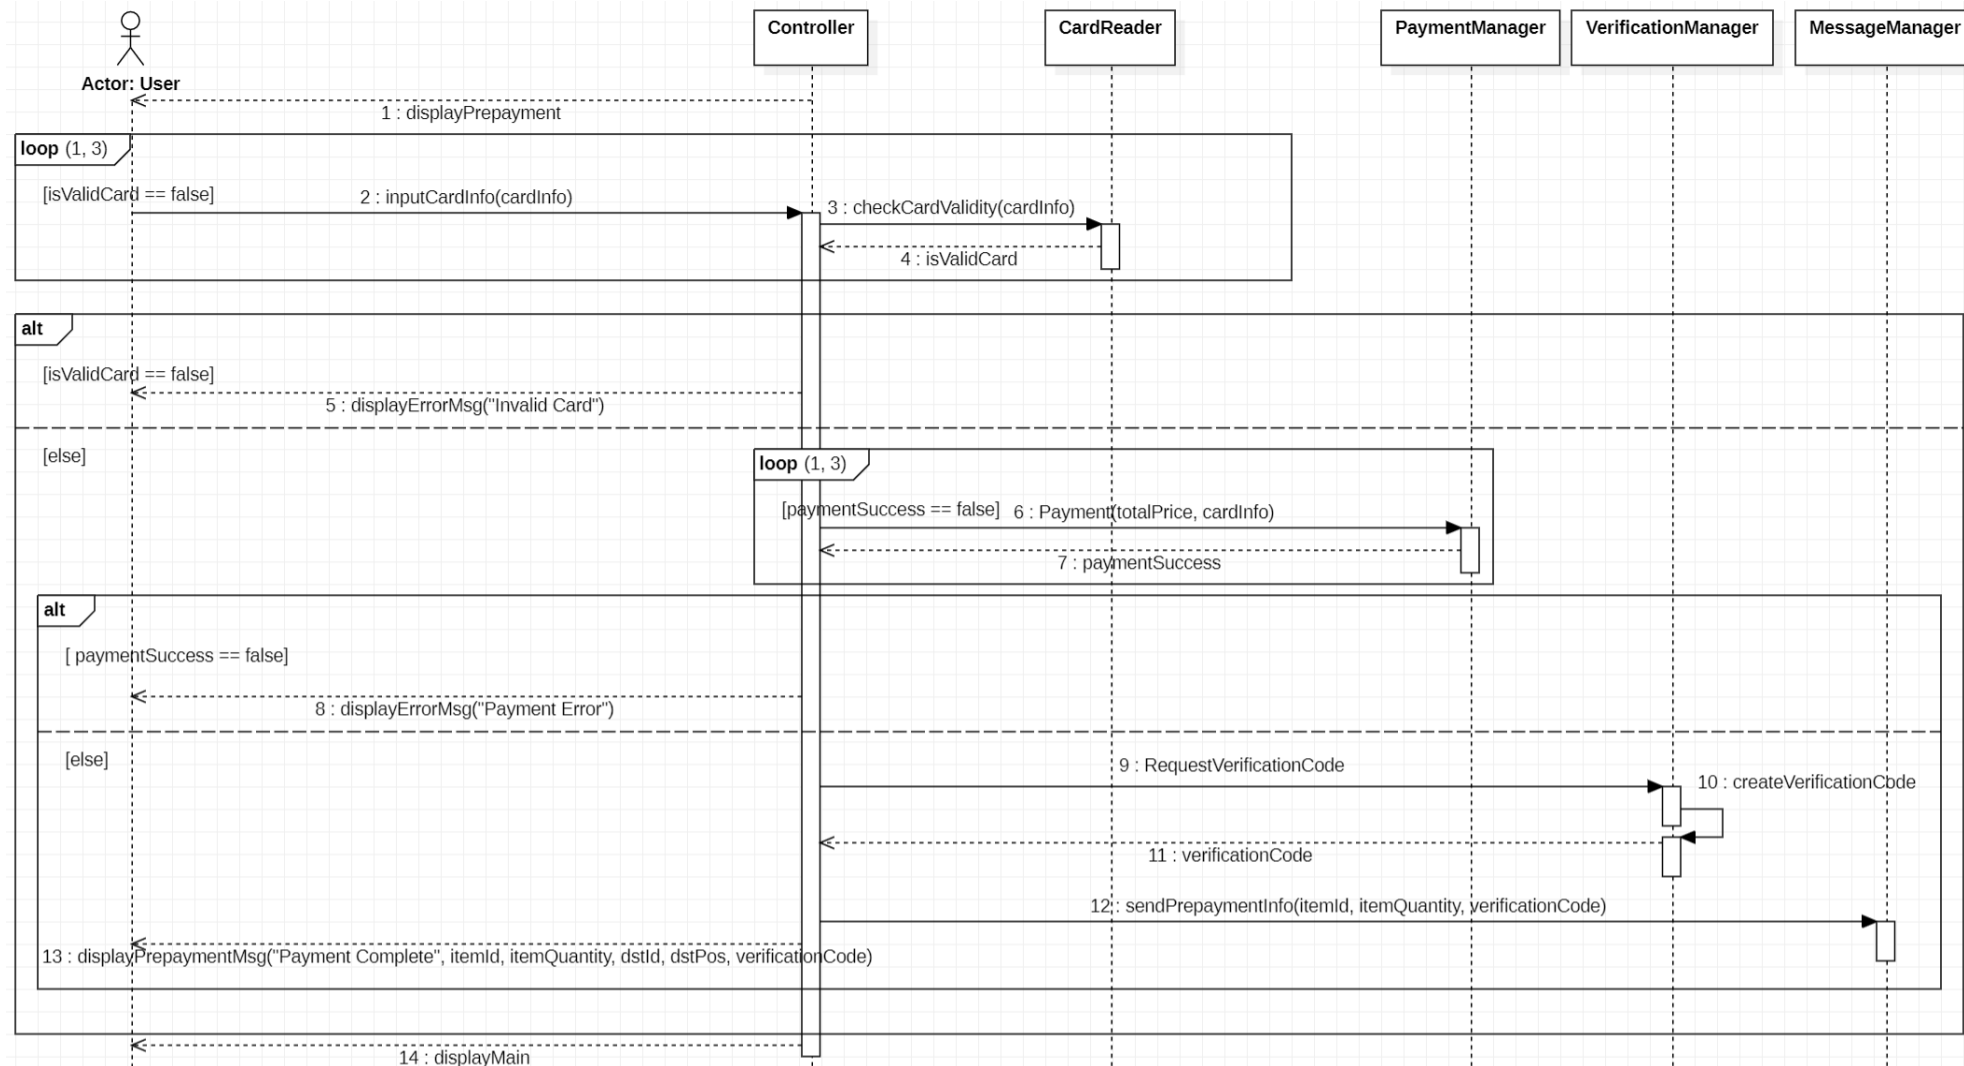 Controller
CardReader
PaymentManager
VerificationManager
MessageManager
Actor: User
1 : displayPrepayment
loop (1, 3)
[isValidCard == false]
2 : inputCardInfo(cardInfo)
3 : checkCardValidity(cardInfo)
4 : isValidCard
alt
[isValidCard == false]
5 : displayErrorMsg("Invalid Card")
[else]
loop (1, 3)
[paymentSuccess == false]
6 : Payment(totalPrice, cardInfo)
7 : paymentSuccess
alt
[ paymentSuccess == false]
8 : displayErrorMsg("Payment Error")
[else]
9 : RequestVerificationCode
10 : createVerificationCode
11 : verificationCode
12 : sendPrepaymentInfo(itemId, itemQuantity, verificationCode)
13 : displayPrepaymentMsg("Payment Complete", itemId, itemQuantity, dstId, dstPos, verificationCode)
14 : displayMain